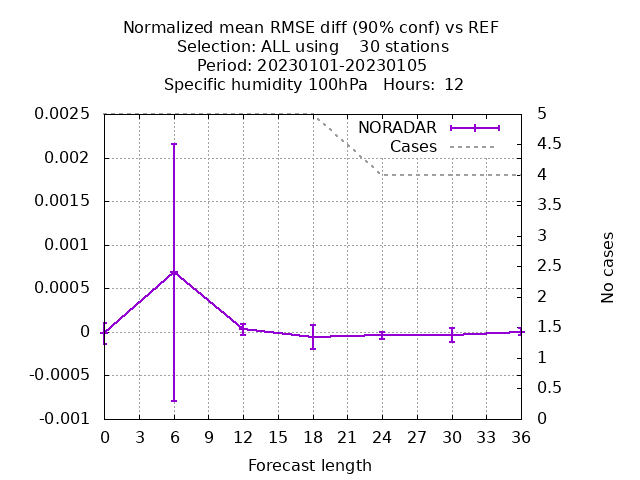 Normalized mean RMSE diff (90% conf) vs REF
Selection: ALL using    30 stations
Period: 20230101-20230105
Specific humidity 100hPa   Hours:  12
NORADAR
Cases
0.0025
0.002
0.0015
0.001
0.0005
0
-0.0005
-0.001
5
4.5
4
3.5
3
2.5
2
1.5
1
0.5
0
No cases
0 3 6 9 12 15 18 21 24 27 30 33 36
Forecast length